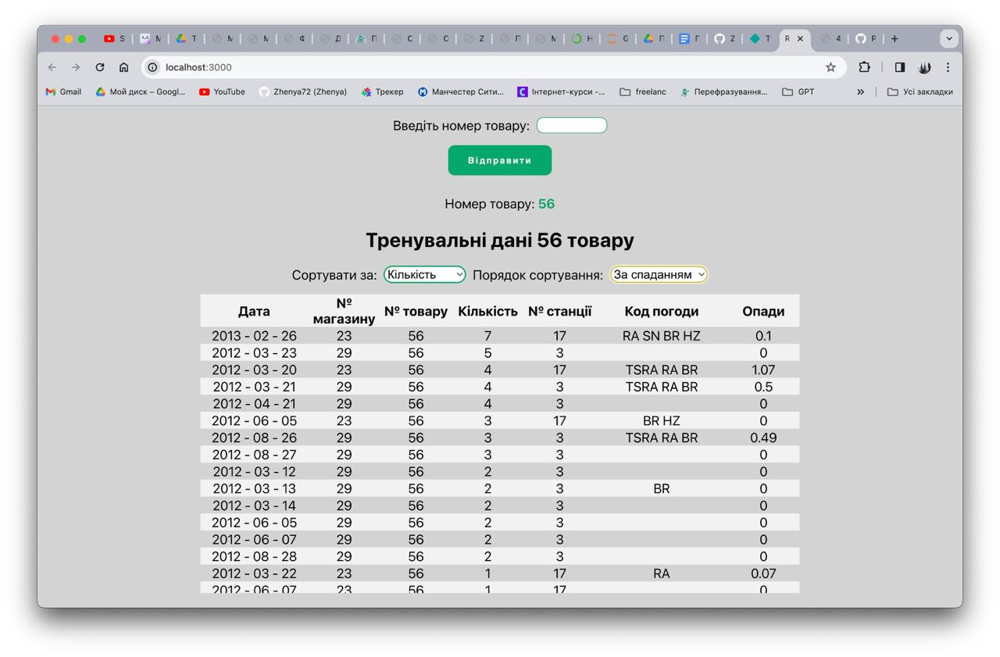 S M T M M Ф Д П C C Z П M H G П Г Z T R × 4 P +
localhost:3000
Gmail Мой диск – Googl... YouTube Zhenya72 (Zhenya) Трекер Манчестер Сити... Інтернет-курси -... freelanc Перефразування... GPT » Усі закладки
Введіть номер товару:
Відправити
Номер товару: 56
Тренувальні дані 56 товару
Сортувати за: Кількість Порядок сортування: За спаданням
Дата № магазину № товару Кількість № станції Код погоди Опади
2013 - 02 - 26 23 56 7 17 RA SN BR HZ 0.1
2012 - 03 - 23 29 56 5 3 0
2012 - 03 - 20 23 56 4 17 TSRA RA BR 1.07
2012 - 03 - 21 29 56 4 3 TSRA RA BR 0.5
2012 - 04 - 21 29 56 4 3 0
2012 - 06 - 05 23 56 3 17 BR HZ 0
2012 - 08 - 26 29 56 3 3 TSRA RA BR 0.49
2012 - 08 - 27 29 56 3 3 0
2012 - 03 - 12 29 56 2 3 0
2012 - 03 - 13 29 56 2 3 BR 0
2012 - 03 - 14 29 56 2 3 0
2012 - 06 - 05 29 56 2 3 0
2012 - 06 - 07 29 56 2 3 0
2012 - 08 - 28 29 56 2 3 0
2012 - 03 - 22 23 56 1 17 RA 0.07
2012 - 06 - 07 23 56 1 17 0